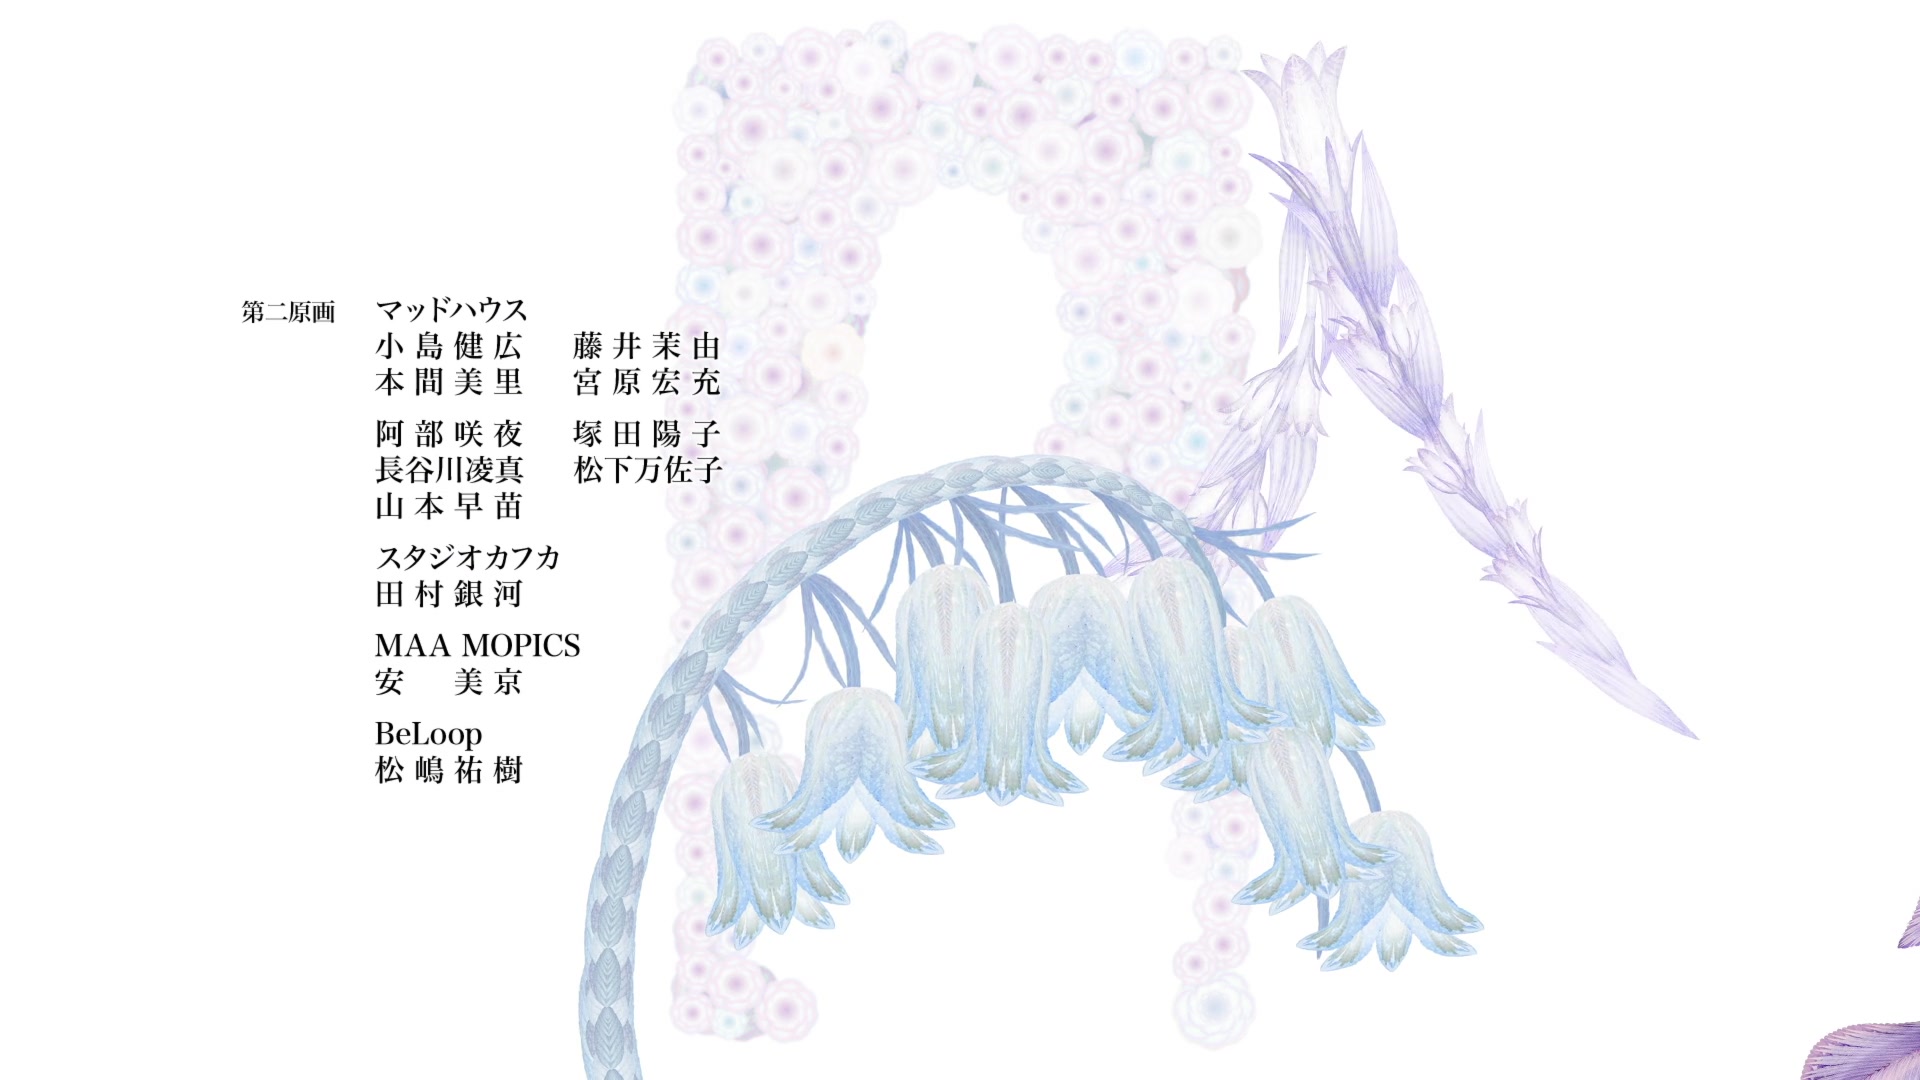 第二原画 マッドハウス
小島健広 藤井茉由
本間美里 宮原宏充
阿部咲夜 塚田陽子
長谷川凌真 松下万佐子
山本早苗
スタジオカフカ
田村銀河
MAA MOPICS
安 美京
BeLoop
松嶋祐樹